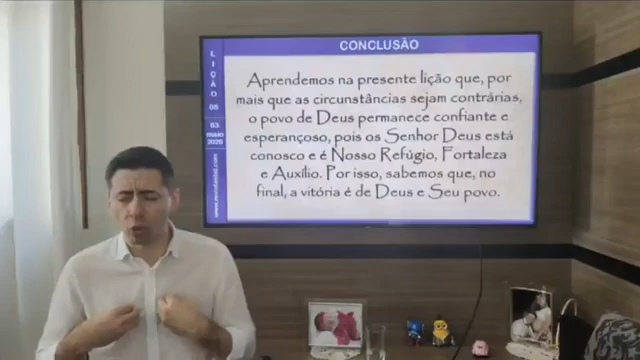 CONCLUSÃO
LIÇÃO
05
03
maio
2020
Aprendemos na presente lição que, por
mais que as circunstâncias sejam contrárias,
o povo de Deus permanece confiante e
esperançoso, pois os Senhor Deus está
conosco e é Nosso Refúgio, Fortaleza
e Auxílio. Por isso, sabemos que, no
final, a vitória é de Deus e Seu povo.